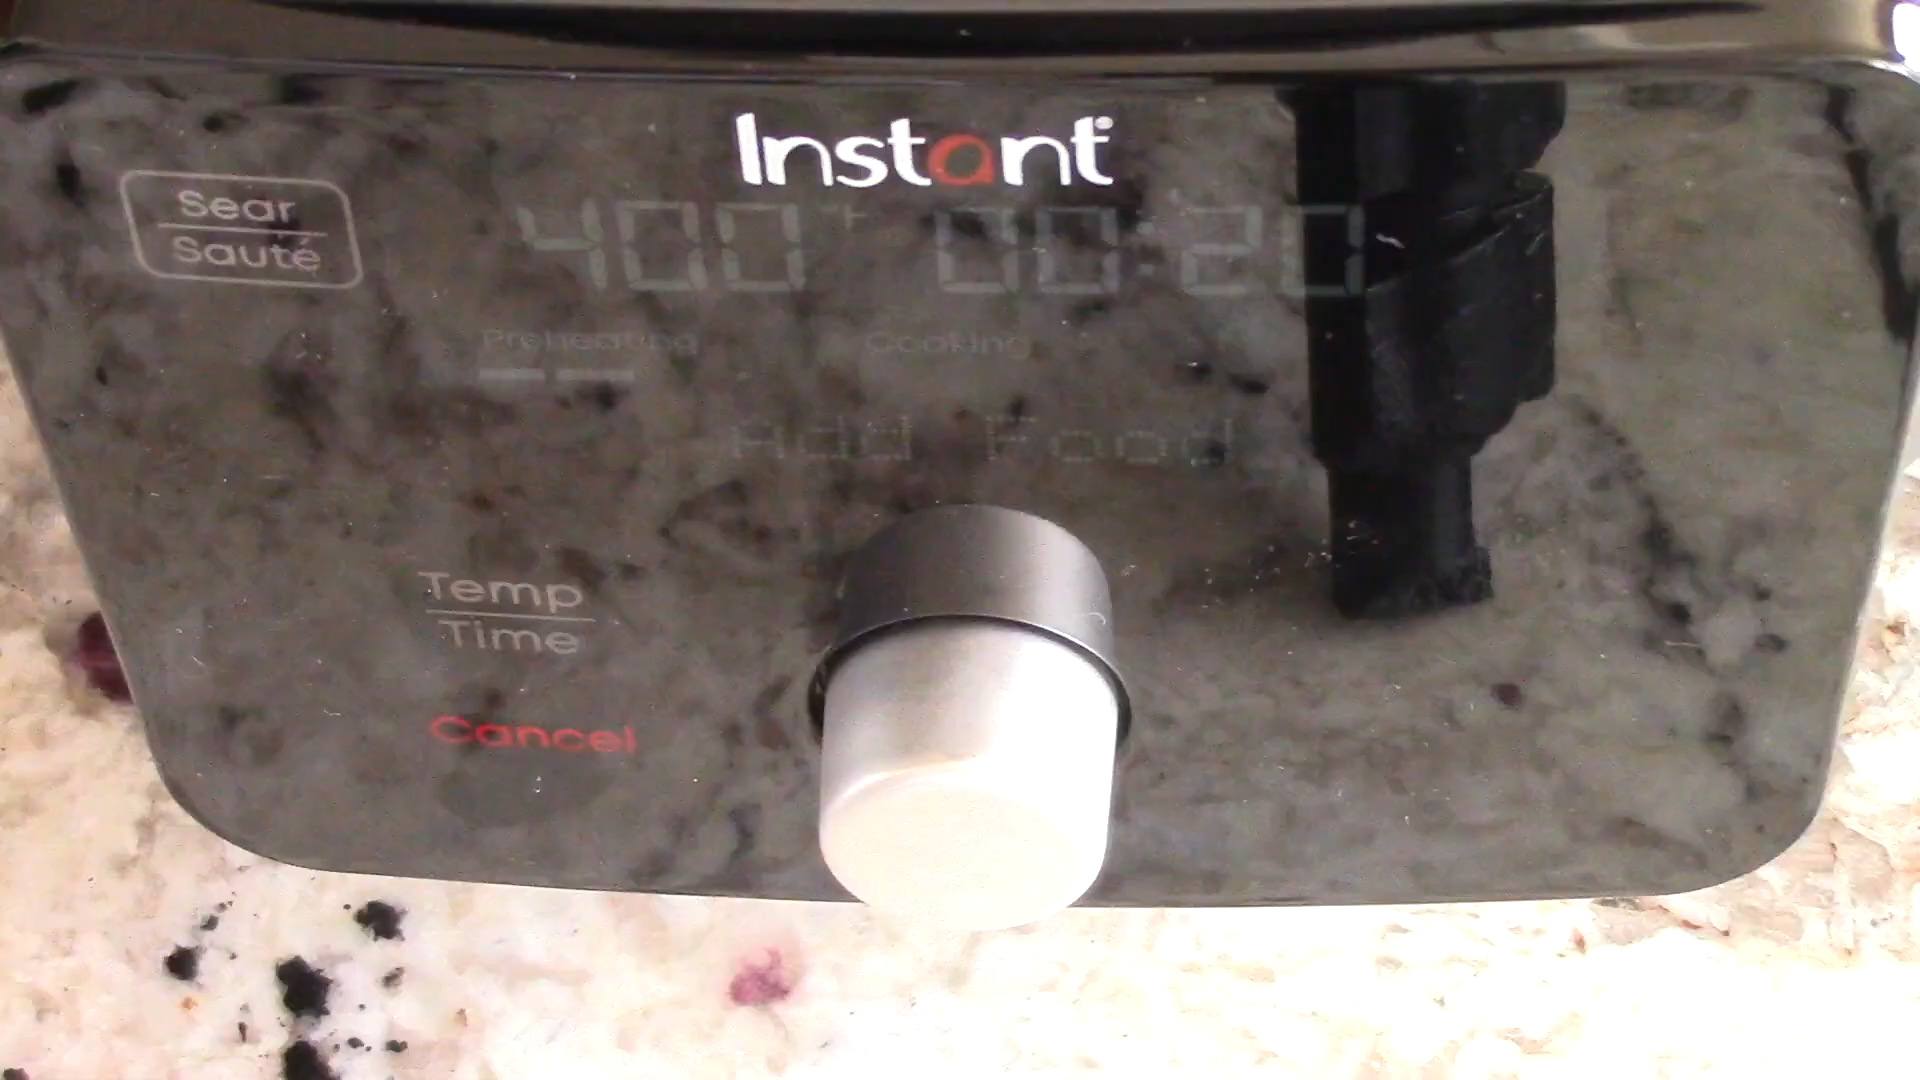 Instant
Sear
Sauté
400°F 00:20
Preheating Cooking
Add Food
Temp
Time
Cancel